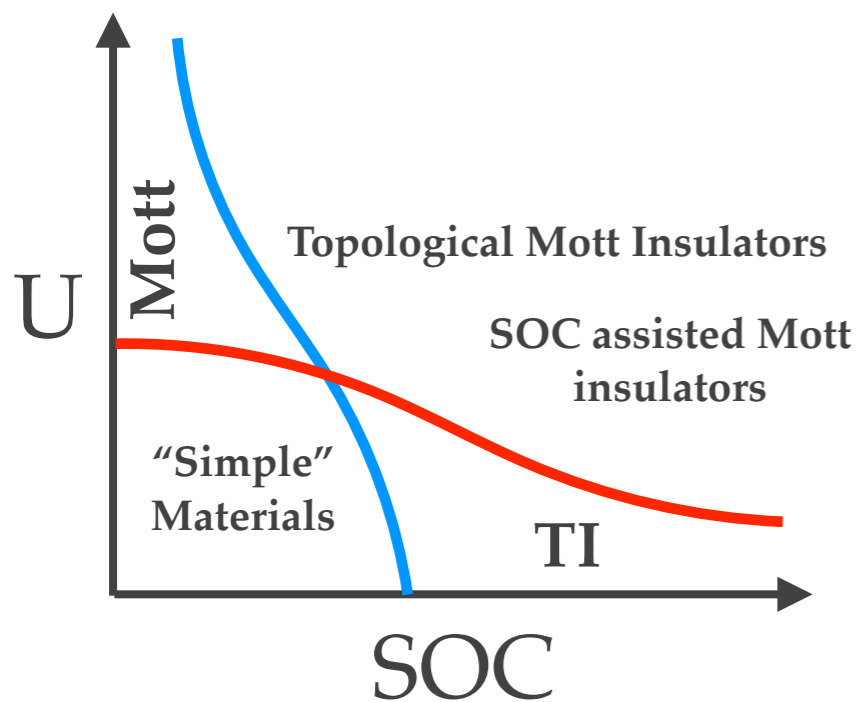 Mott
Topological Mott Insulators
U
SOC assisted Mott
insulators
“Simple”
Materials
TI
SOC